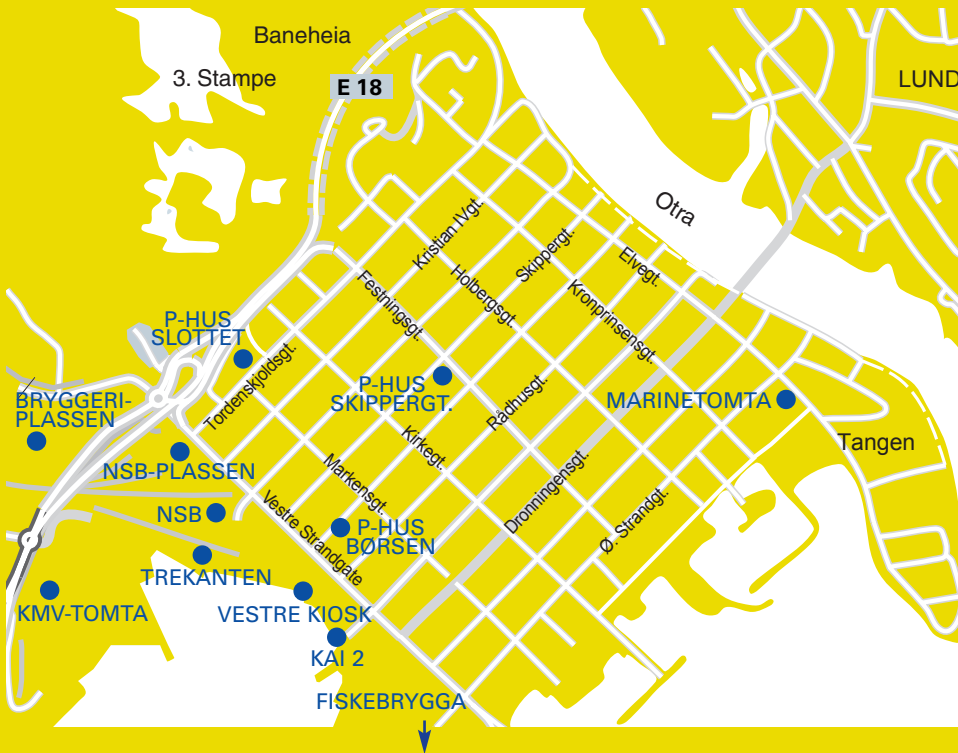 Baneheia
3. Stampe
E 18
LUND
Otra
Kristian IVgt.
Skippergt.
Elvegt.
Holbergsgt.
Festningsgt.
Kronprinsensgt.
P-HUS
SLOTTET
Tordenskjoldsgt.
P-HUS
SKIPPERGT.
Rådhusgt.
MARINETOMTA
BRYGGERI-
PLASSEN
Tangen
Kirkegt.
NSB-PLASSEN
Markensgt.
Dronningensgt.
Ø. Strandgt.
Vestre Strandgate
NSB
P-HUS
BØRSEN
TREKANTEN
KMV-TOMTA
VESTRE KIOSK
KAI 2
FISKEBRYGGA